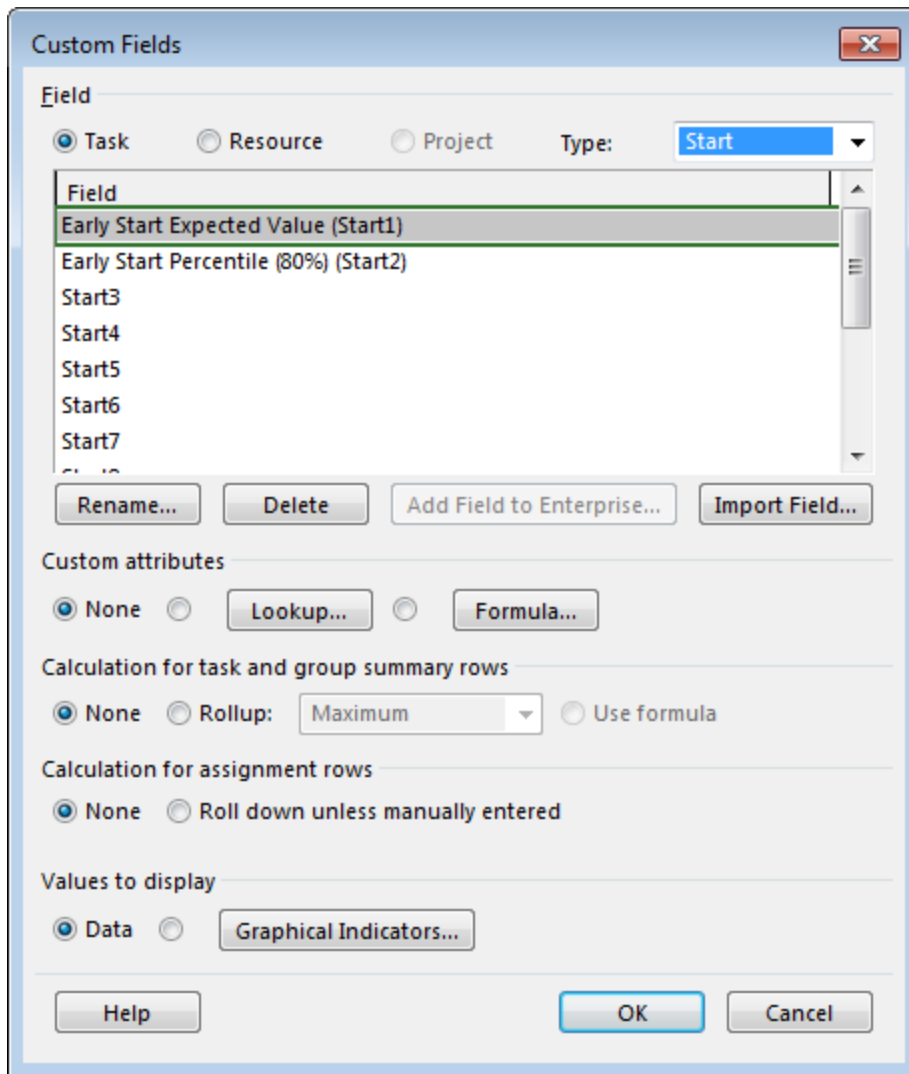 Custom Fields
Field
Task Resource Project Type: Start
Field
Early Start Expected Value (Start1)
Early Start Percentile (80%) (Start2)
Start3
Start4
Start5
Start6
Start7
Rename... Delete Add Field to Enterprise... Import Field...
Custom attributes
None Lookup... Formula...
Calculation for task and group summary rows
None Rollup: Maximum Use formula
Calculation for assignment rows
None Roll down unless manually entered
Values to display
Data Graphical Indicators...
Help OK Cancel